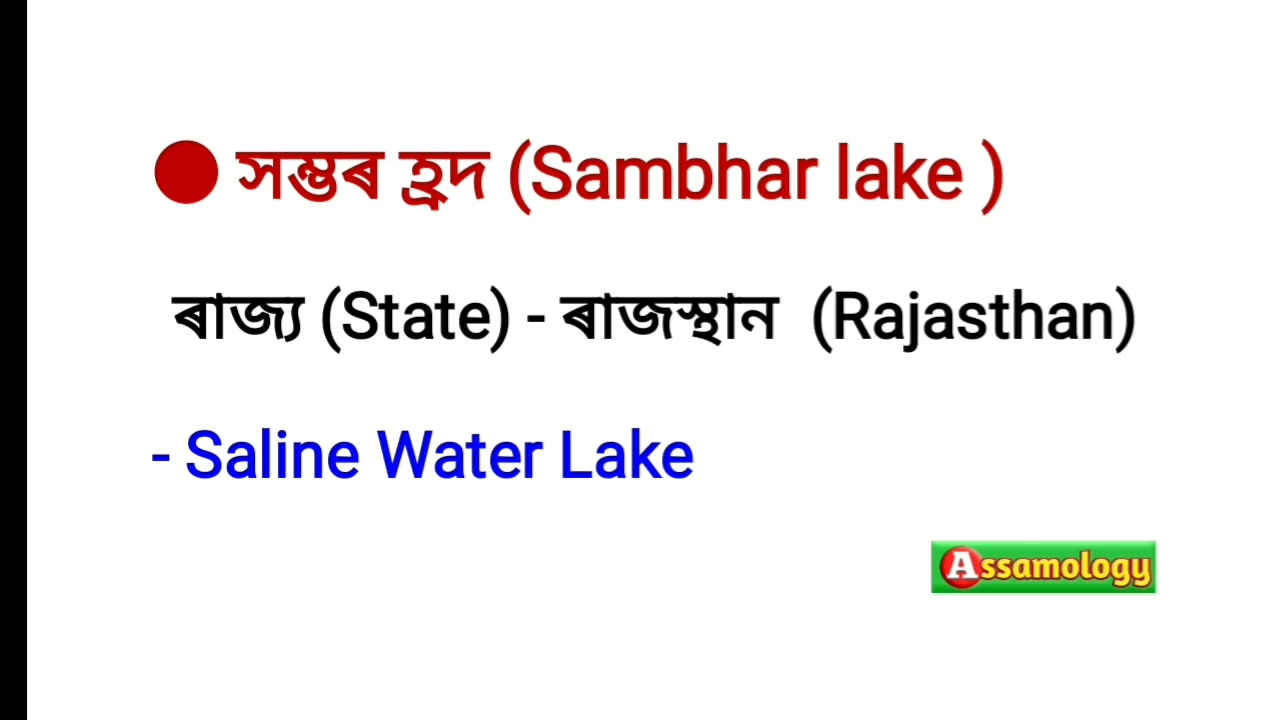 সম্ভৰ হ্ৰদ (Sambhar lake )
ৰাজ্য (State) - ৰাজস্থান (Rajasthan)
- Saline Water Lake
Assamology